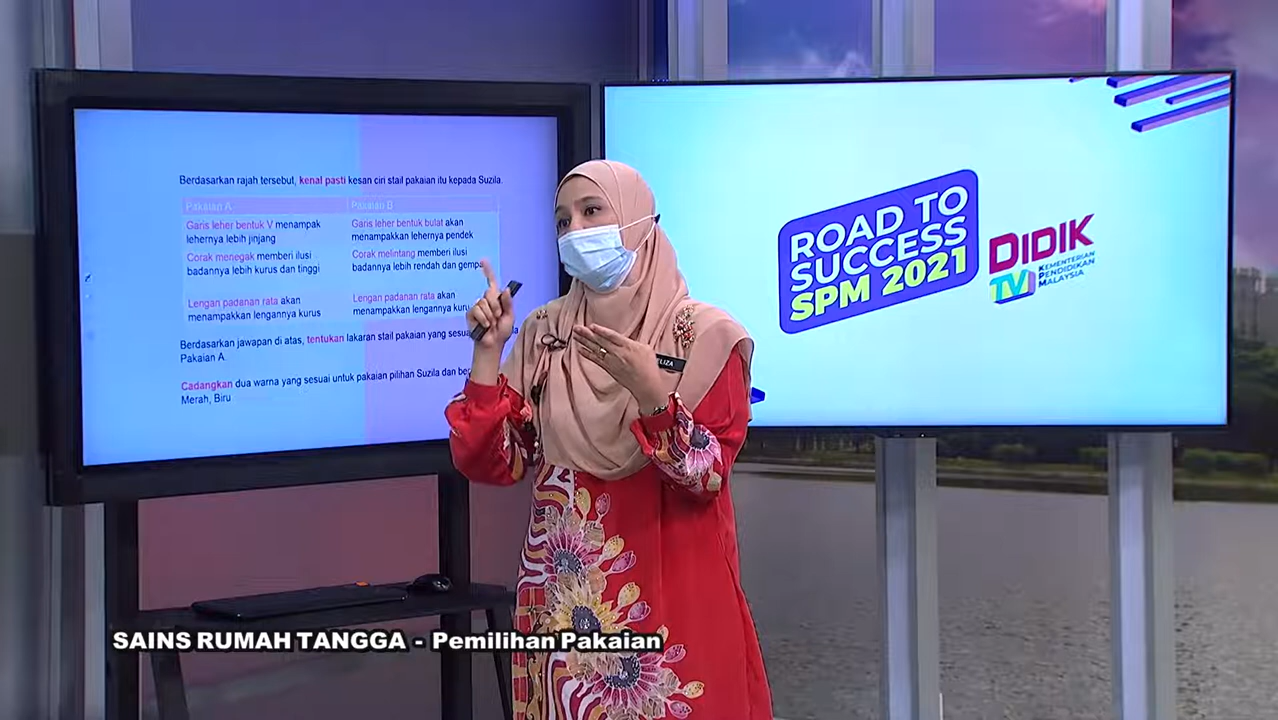 Berdasarkan rajah tersebut, kenal pasti kesan ciri stail pakaian itu kepada Suzila.
Pakaian A
Pakaian B
Garis leher bentuk V menampak
lehernya lebih jinjang
Garis leher bentuk bulat akan
menampakkan lehernya pendek
Corak menegak memberi ilusi
badannya lebih kurus dan tinggi
Corak melintang memberi ilusi
badannya lebih rendah dan
Lengan padanan rata akan
menampakkan lengannya kurus
Lengan padanan rata akan
menampakkan lengannya
Berdasarkan jawapan di atas, tentukan lakaran stail pakaian yang
Pakaian A.
Cadangkan dua warna yang sesuai untuk pakaian pilihan Suzila dan
Merah, Biru
ROAD TO
SUCCESS
SPM 2021
DIDIK
TV
KEMENTERIAN
PENDIDIKAN
MALAYSIA
SAINS RUMAH TANGGA - Pemilihan Pakaian